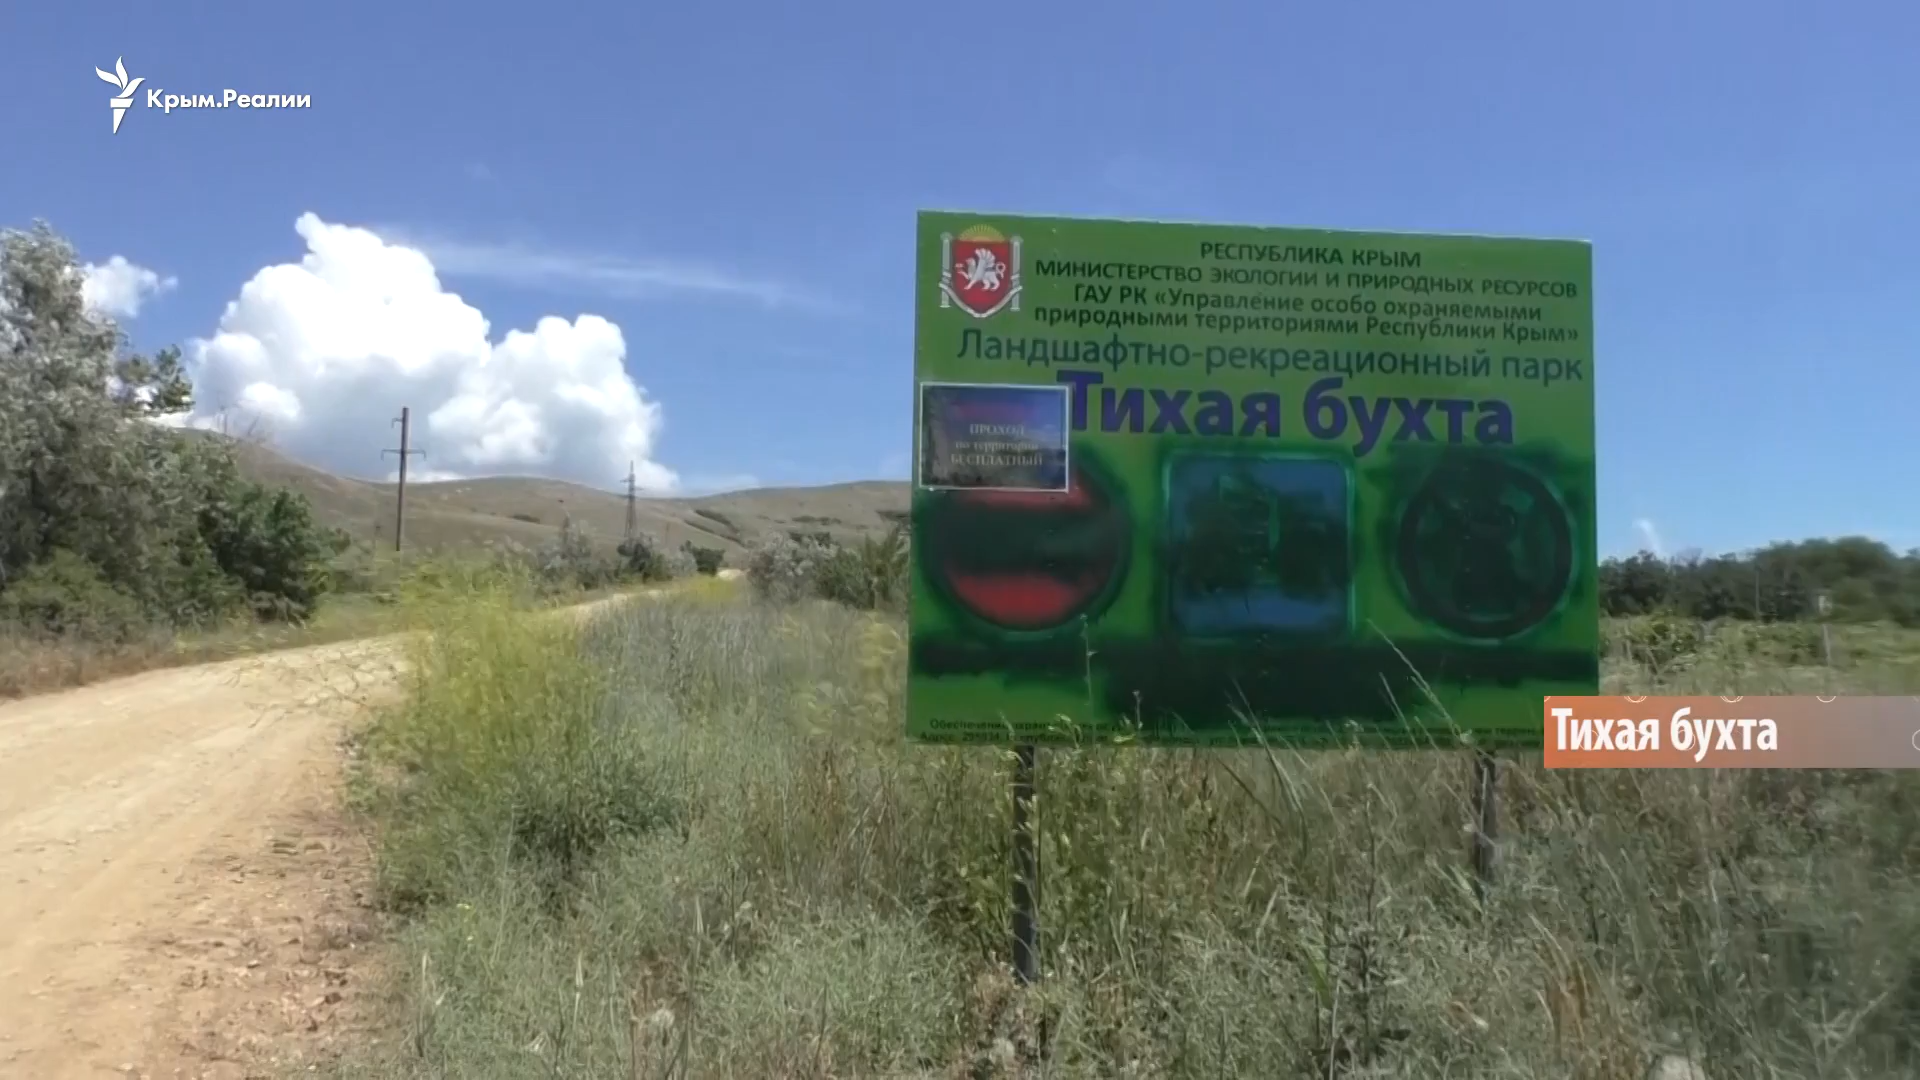 Крым.Реалии
РЕСПУБЛИКА КРЫМ
МИНИСТЕРСТВО ЭКОЛОГИИ И ПРИРОДНЫХ РЕСУРСОВ
ГАУ РК «Управление особо охраняемыми
природными территориями Республики Крым»
Ландшафтно-рекреационный парк
Тихая бухта
ПРОХОД
по территории
БЕСПЛАТНЫЙ
Тихая бухта